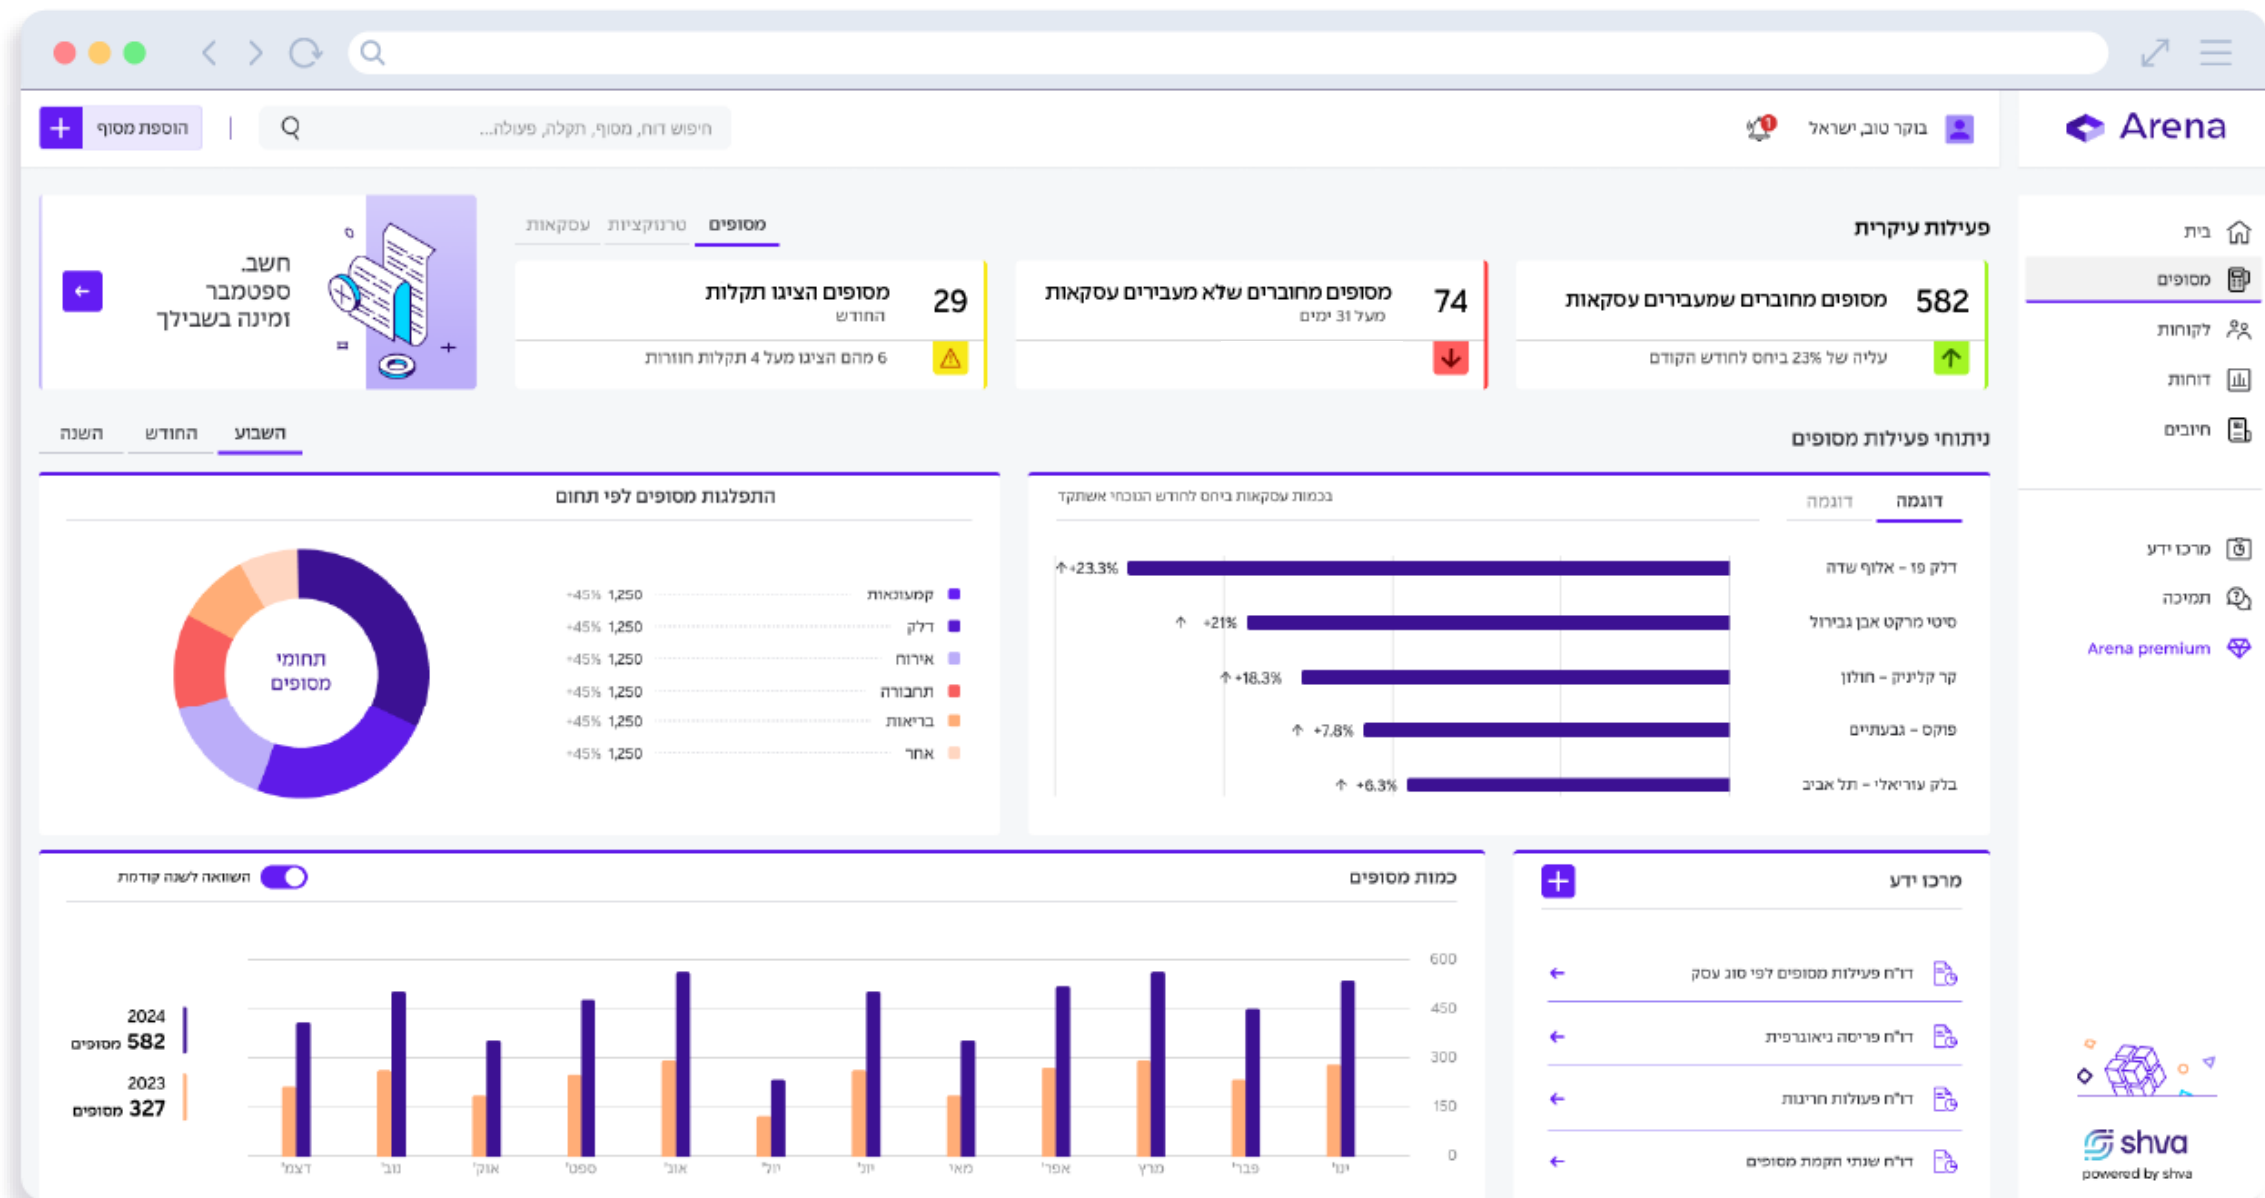 Arena
בוקר טוב, ישראל
1
חיפוש דוח, מסוף, תקלה, פעולה...
הוספת מסוף
בית
מסופים
לקוחות
דוחות
חיובים
מרכז ידע
תמיכה
Arena premium
shva
powered by shva
פעילות עיקרית
מסופים
טרנזקציות
עסקאות
582
מסופים מחוברים שמעבירים עסקאות
עליה של 23% ביחס לחודש הקודם
74
מסופים מחוברים שלא מעבירים עסקאות
מעל 31 ימים
29
מסופים הציגו תקלות
החודש
6 מהם הציגו מעל 4 תקלות חוזרות
חשב.
ספטמבר
זמינה בשבילך
ניתוחי פעילות מסופים
השבוע
החודש
השנה
דוגמה
דוגמה
בכמות עסקאות ביחס לחודש הנוכחי אשתקד
דלק פז - אלוף שדה +23.3%
סיטי מרקט אבן גבירול +21%
קר קליניק - חולון +18.3%
פוקס - גבעתיים +7.8%
בלק עזריאלי - תל אביב +6.3%
התפלגות מסופים לפי תחום
קמעונאות 1,250 +45%
דלק 1,250 +45%
אירוח 1,250 +45%
תחבורה 1,250 +45%
בריאות 1,250 +45%
אחר 1,250 +45%
תחומי
מסופים
מרכז ידע
דו"ח פעילות מסופים לפי סוג עסק
דו"ח פריסה גיאוגרפית
דו"ח פעולות חריגות
דו"ח שנתי הקמת מסופים
כמות מסופים
השוואה לשנה קודמת
600
450
300
150
0
ינו'
פבר'
מרץ
אפר'
מאי
יונ'
יול'
אוג'
ספט'
אוק'
נוב'
דצמ'
2024
582 מסופים
2023
327 מסופים